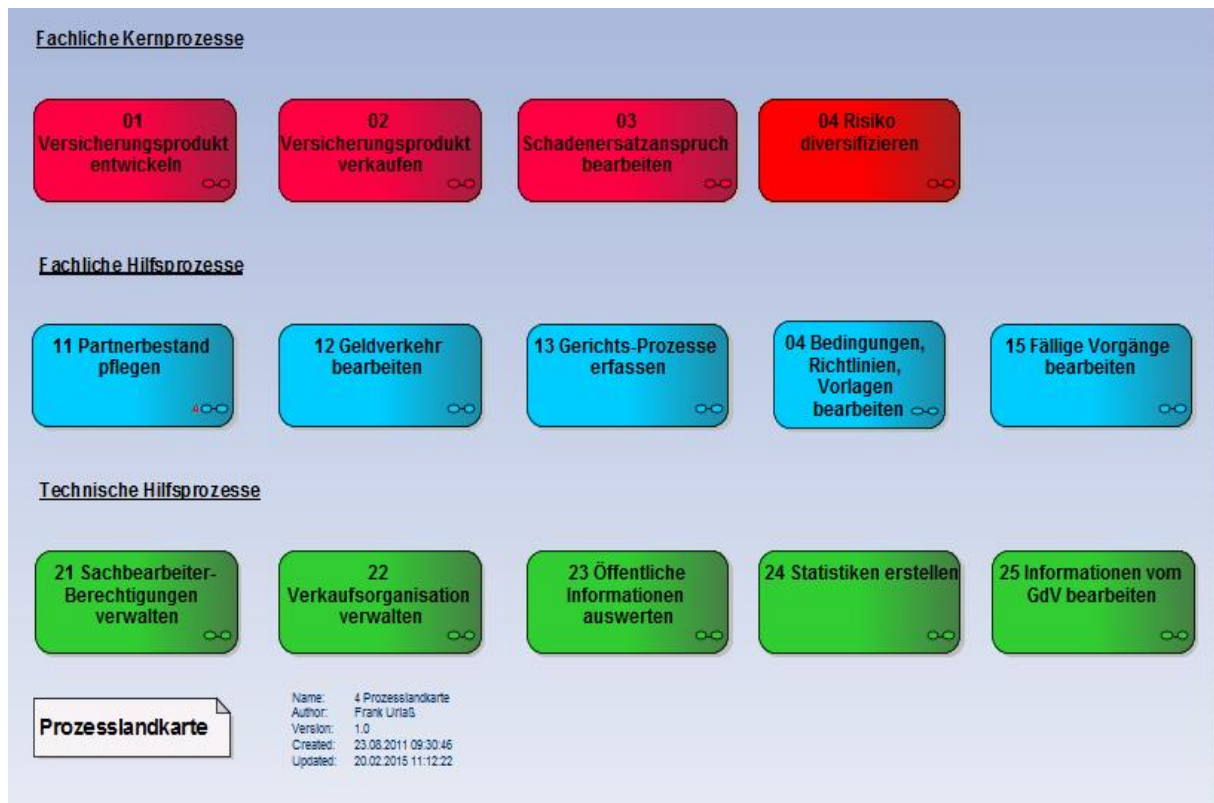 Fachliche Kernprozesse
01
Versicherungsprodukt
entwickeln
02
Versicherungsprodukt
verkaufen
03
Schadenersatzanspruch
bearbeiten
04 Risiko
diversifizieren
Fachliche Hilfsprozesse
11 Partnerbestand
pflegen
12 Geldverkehr
bearbeiten
13 Gerichts-Prozesse
erfassen
04 Bedingungen,
Richtlinien,
Vorlagen
bearbeiten
15 Fällige Vorgänge
bearbeiten
Technische Hilfsprozesse
21 Sachbearbeiter-
Berechtigungen
verwalten
22
Verkaufsorganisation
verwalten
23 Öffentliche
Informationen
auswerten
24 Statistiken erstellen
25 Informationen vom
GdV bearbeiten
Prozesslandkarte
Name: 4 Prozesslandkarte
Author: Frank Urlaß
Version: 1.0
Created: 23.08.2011 09:30:46
Updated: 20.02.2015 11:12:22